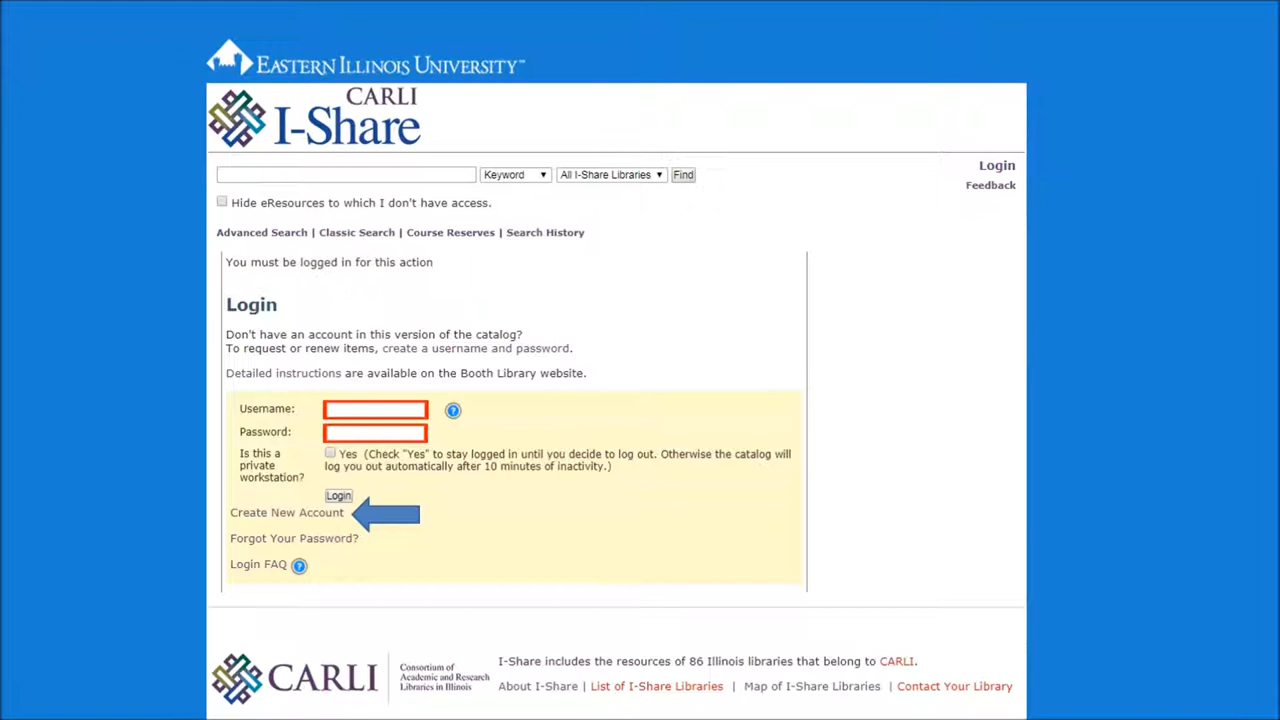 EASTERN ILLINOIS UNIVERSITY™
CARLI
I-Share
Keyword
All I-Share Libraries
Find
Login
Feedback
Hide eResources to which I don't have access.
Advanced Search | Classic Search | Course Reserves | Search History
You must be logged in for this action
Login
Don't have an account in this version of the catalog?
To request or renew items, create a username and password.
Detailed instructions are available on the Booth Library website.
Username:
?
Password:
Is this a private workstation?
Yes (Check "Yes" to stay logged in until you decide to log out. Otherwise the catalog will
log you out automatically after 10 minutes of inactivity.)
Login
Create New Account
Forgot Your Password?
Login FAQ ?
CARLI
Consortium of
Academic and Research
Libraries in Illinois
I-Share includes the resources of 86 Illinois libraries that belong to CARLI.
About I-Share | List of I-Share Libraries | Map of I-Share Libraries | Contact Your Library